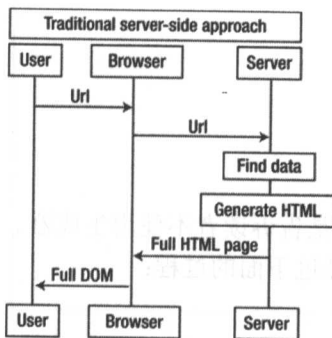 Traditional server-side approach
User
Browser
Server
Url
Url
Find data
Generate HTML
Full HTML page
Full DOM
User
Browser
Server